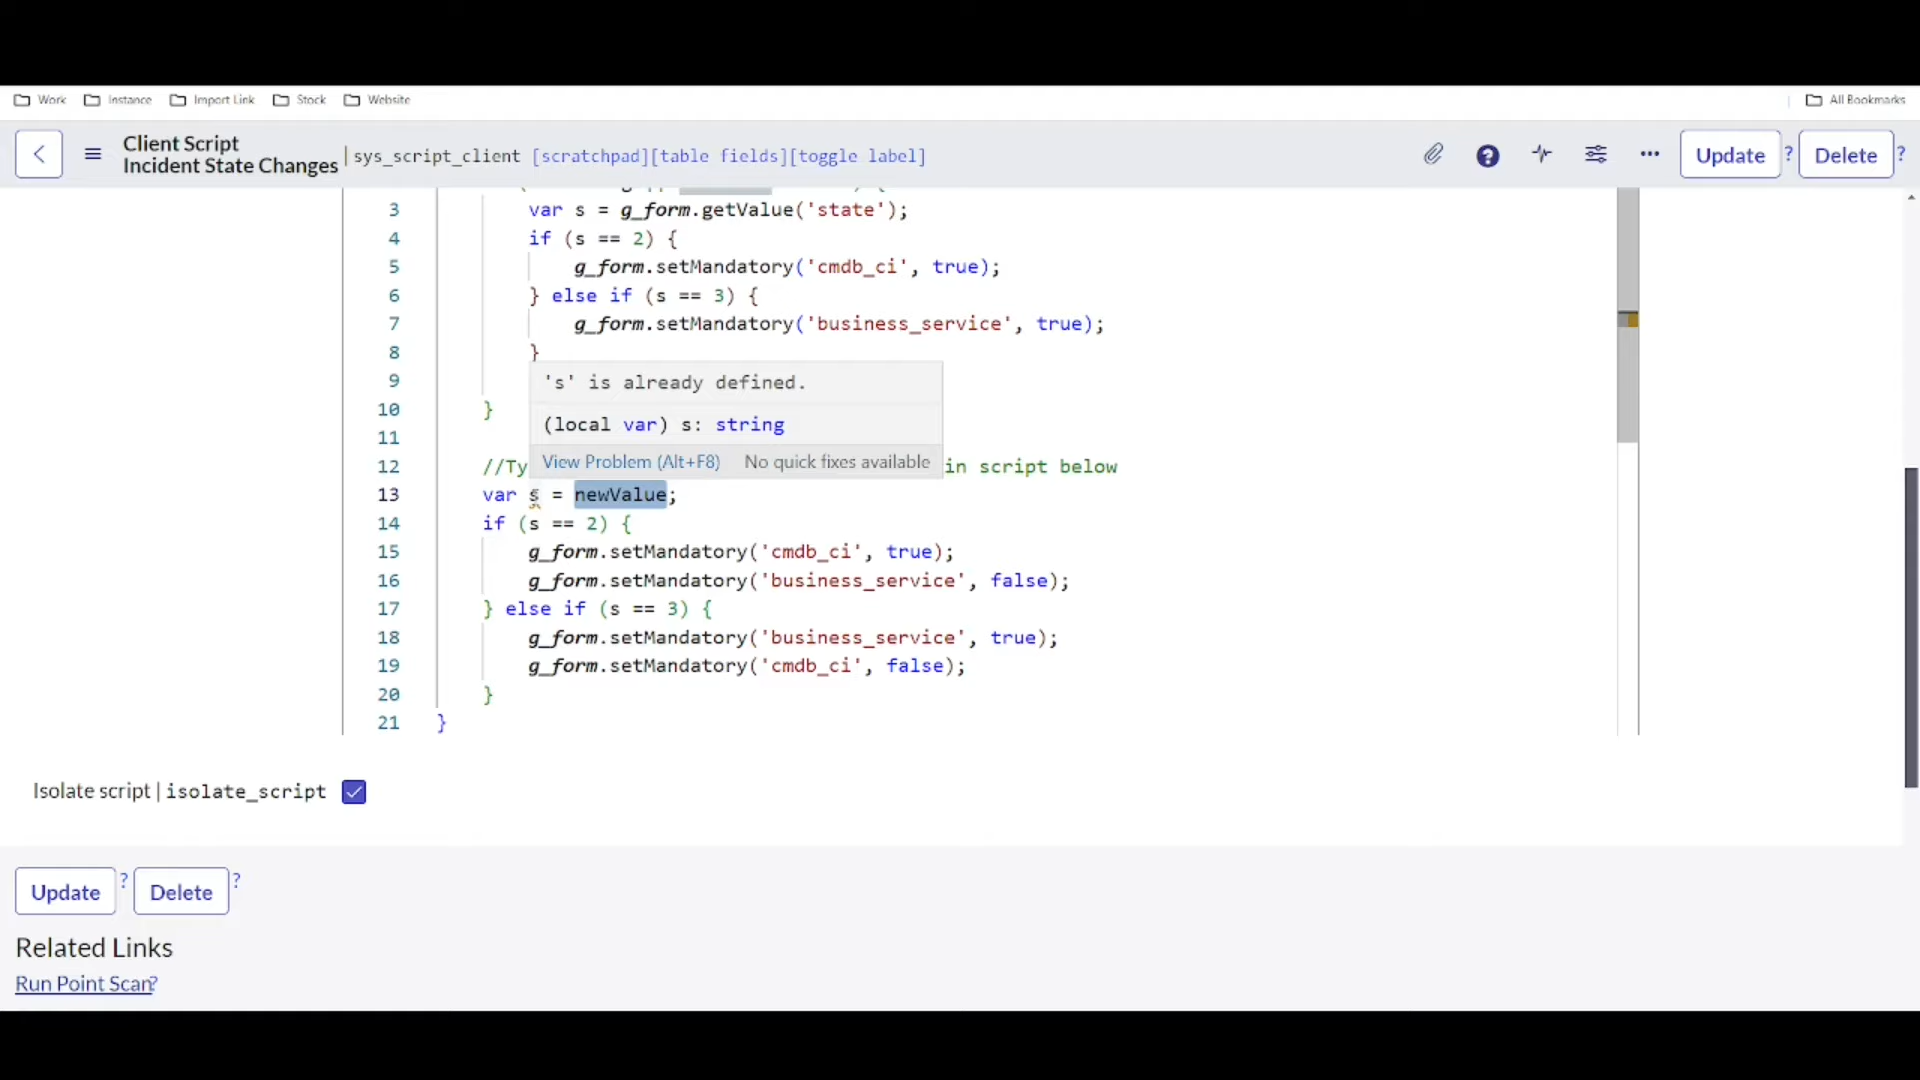 Work Instance Import Link Stock Website All Bookmarks
Client Script
Incident State Changes | sys_script_client [scratchpad][table fields][toggle label] ? Update ? Delete ?
3 var s = g_form.getValue('state');
4 if (s == 2) {
5 g_form.setMandatory('cmdb_ci', true);
6 } else if (s == 3) {
7 g_form.setMandatory('business_service', true);
8 }
9
10 }
11
's' is already defined.
(local var) s: string
View Problem (Alt+F8) No quick fixes available
12 //Ty in script below
13 var s = newValue;
14 if (s == 2) {
15 g_form.setMandatory('cmdb_ci', true);
16 g_form.setMandatory('business_service', false);
17 } else if (s == 3) {
18 g_form.setMandatory('business_service', true);
19 g_form.setMandatory('cmdb_ci', false);
20 }
21 }
Isolate script | isolate_script
Update ? Delete ?
Related Links
Run Point Scan?